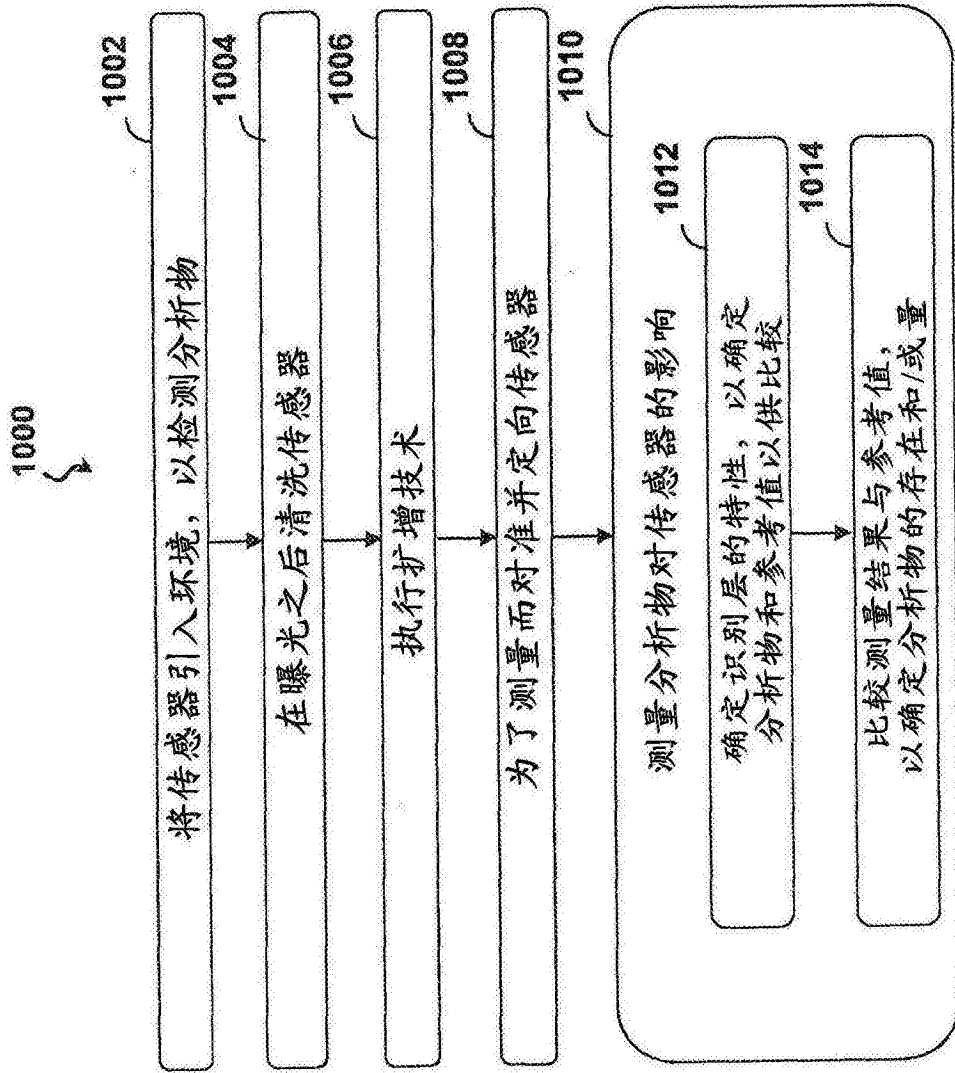 1000
1002
将传感器引入环境，以检测分析物
1004
在曝光之后清洗传感器
1006
执行扩增技术
1008
为了测量而对准并定向传感器
1010
测量分析物对传感器的影响
1012
确定识别层的特性，以确定
分析物和参考值以供比较
1014
比较测量结果与参考值，
以确定分析物的存在和/或量